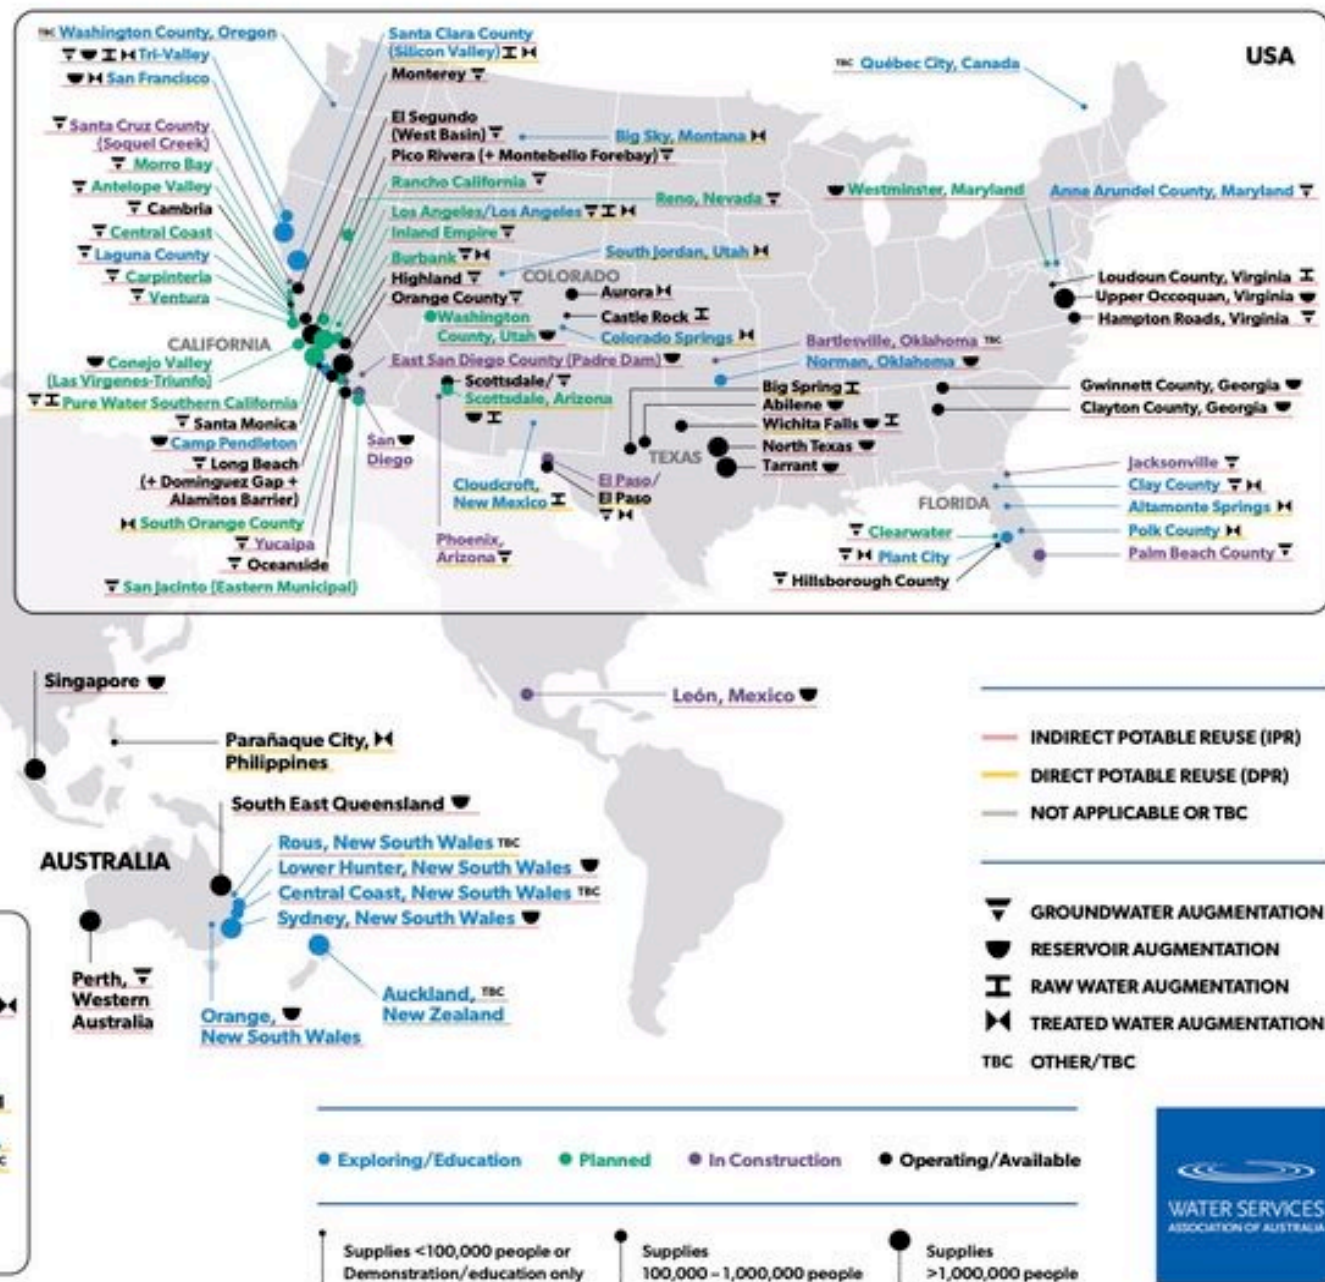 USA
TBC Washington County, Oregon
Tri-Valley
San Francisco
Santa Cruz County
(Soquel Creek)
Morro Bay
Antelope Valley
Cambria
Central Coast
Laguna County
Carpinteria
Ventura
CALIFORNIA
Conejo Valley
(Las Virgenes-Triunfo)
Pure Water Southern California
Santa Monica
Camp Pendleton
Long Beach
(+ Dominguez Gap +
Alamitos Barrier)
South Orange County
Yucaipa
Oceanside
San Jacinto (Eastern Municipal)
Santa Clara County
(Silicon Valley)
Monterey
El Segundo
(West Basin)
Pico Rivera (+ Montebello Forebay)
Rancho California
Los Angeles/Los Angeles
Inland Empire
Burbank
Highland
Orange County
Washington
County, Utah
East San Diego County (Padre Dam)
Scottsdale/
Scottsdale, Arizona
San
Diego
Cloudcroft,
New Mexico
Phoenix,
Arizona
El Paso/
El Paso
Big Sky, Montana
Reno, Nevada
South Jordan, Utah
COLORADO
Aurora
Castle Rock
Colorado Springs
Bartlesville, Oklahoma TBC
Norman, Oklahoma
Big Spring
Abilene
Wichita Falls
TEXAS
North Texas
Tarrant
TBC Québec City, Canada
Westminster, Maryland
Anne Arundel County, Maryland
Loudoun County, Virginia
Upper Occoquan, Virginia
Hampton Roads, Virginia
Gwinnett County, Georgia
Clayton County, Georgia
Jacksonville
Clay County
FLORIDA
Altamonte Springs
Clearwater
Polk County
Plant City
Palm Beach County
Hillsborough County
Singapore
Parañaque City,
Philippines
León, Mexico
South East Queensland
AUSTRALIA
Rous, New South Wales TBC
Lower Hunter, New South Wales
Central Coast, New South Wales TBC
Sydney, New South Wales
Perth,
Western
Australia
Orange,
New South Wales
Auckland, TBC
New Zealand
INDIRECT POTABLE REUSE (IPR)
DIRECT POTABLE REUSE (DPR)
NOT APPLICABLE OR TBC
GROUNDWATER AUGMENTATION
RESERVOIR AUGMENTATION
RAW WATER AUGMENTATION
TREATED WATER AUGMENTATION
TBC OTHER/TBC
Exploring/Education
Planned
In Construction
Operating/Available
Supplies <100,000 people or
Demonstration/education only
Supplies
100,000 – 1,000,000 people
Supplies
>1,000,000 people
WATER SERVICES
ASSOCIATION OF AUSTRALIA